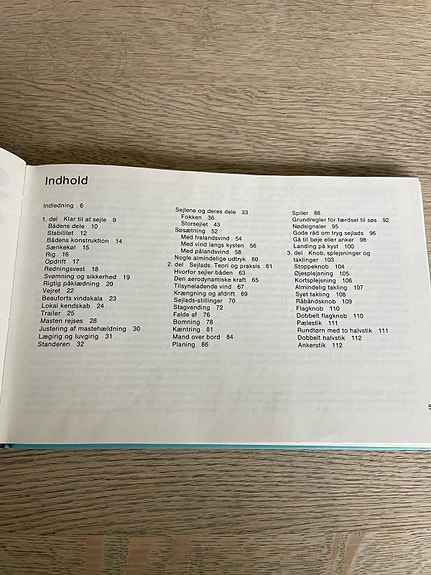 Indhold
Indledning 6
1. del Klar til at sejle 9
Bådens dele 10
Stabilitet 12
Bådens konstruktion 14
Sænkekøl 15
Rig 16
Opdrift 17
Redningsvest 18
Svømning og sikkerhed 19
Rigtig påklædning 20
Vejret 22
Beauforts vindskala 23
Lokal kendskab 24
Trailer 25
Masten rejses 28
Justering af mastehældning 30
Lægirig og luvgirig 31
Standeren 32
Sejlene og deres dele 33
Fokken 36
Storsejlet 43
Søsætning 52
Med fralandsvind 54
Med vind langs kysten 56
Med pålandsvind 58
Nogle almindelige udtryk 60
2. del Sejlads: Teori og praksis 61
Hvorfor sejler båden 63
Den aerodynamiske kraft 65
Tilsyneladende vind 67
Krængning og afdrift 69
Sejlads-stillinger 70
Stagvending 72
Falde af 76
Bomning 78
Kæntring 81
Mand over bord 84
Planing 86
Spiler 88
Grundregler for færdsel til søs 92
Nødsignaler 95
Gode råd om tryg sejlads 96
Gå til bøje eller anker 98
Landing på kyst 100
3. del Knob, splejsninger og
taklinger 103
Stoppeknob 104
Øjesplejsning 105
Kortsplejsning 106
Almindelig takling 107
Syet takling 108
Råbåndsknob 109
Flagknob 110
Dobbelt flagknob 110
Pælestik 111
Rundtørn med to halvstik 111
Dobbelt halvstik 112
Ankerstik 112
5